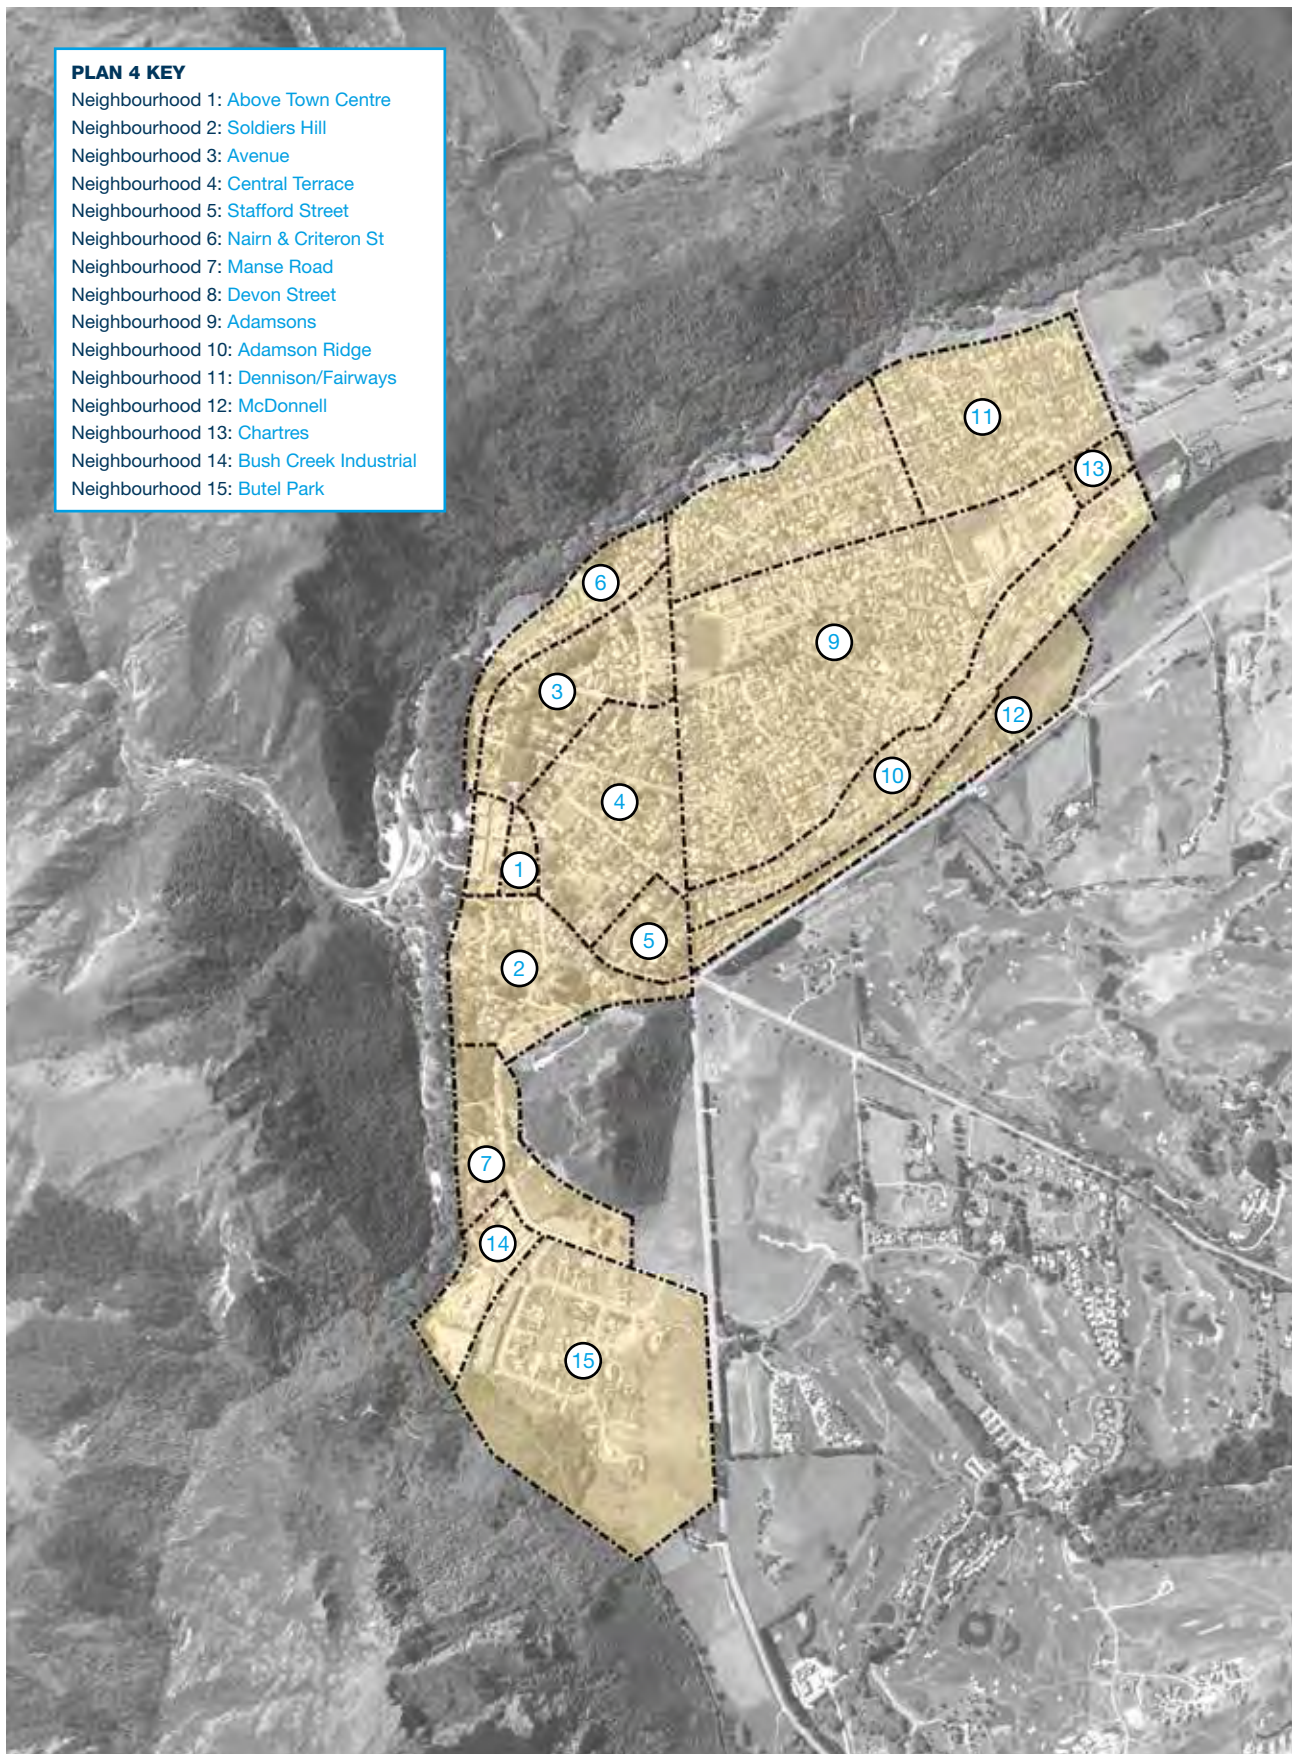 PLAN 4 KEY
Neighbourhood 1: Above Town Centre
Neighbourhood 2: Soldiers Hill
Neighbourhood 3: Avenue
Neighbourhood 4: Central Terrace
Neighbourhood 5: Stafford Street
Neighbourhood 6: Nairn & Criteron St
Neighbourhood 7: Manse Road
Neighbourhood 8: Devon Street
Neighbourhood 9: Adamsons
Neighbourhood 10: Adamson Ridge
Neighbourhood 11: Dennison/Fairways
Neighbourhood 12: McDonnell
Neighbourhood 13: Chartres
Neighbourhood 14: Bush Creek Industrial
Neighbourhood 15: Butel Park
11
13
6
9
3
12
10
4
1
5
2
7
14
15